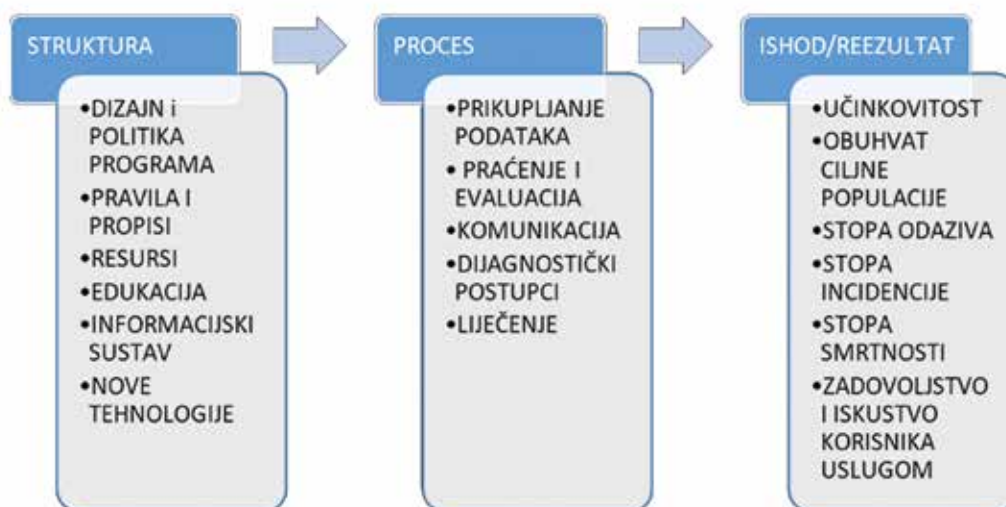 STRUKTURA
•DIZAJN i
POLITIKA
PROGRAMA
•PRAVILA I
PROPISI
•RESURSI
•EDUKACIJA
•INFORMACIJSKI
SUSTAV
•NOVE
TEHNOLOGIJE
PROCES
•PRIKUPLJANJE
PODATAKA
• PRAĆENJE I
EVALUACIJA
•KOMUNIKACIJA
•DIJAGNOSTIČKI
POSTUPCI
•LIJEČENJE
ISHOD/REEZULTAT
•UČINKOVITOST
•OBUHVAT
CILJNE
POPULACIJE
•STOPA ODAZIVA
•STOPA
INCIDENCIJE
•STOPA
SMRTNOSTI
•ZADOVOLJSTVO
I ISKUSTVO
KORISNIKA
USLUGOM